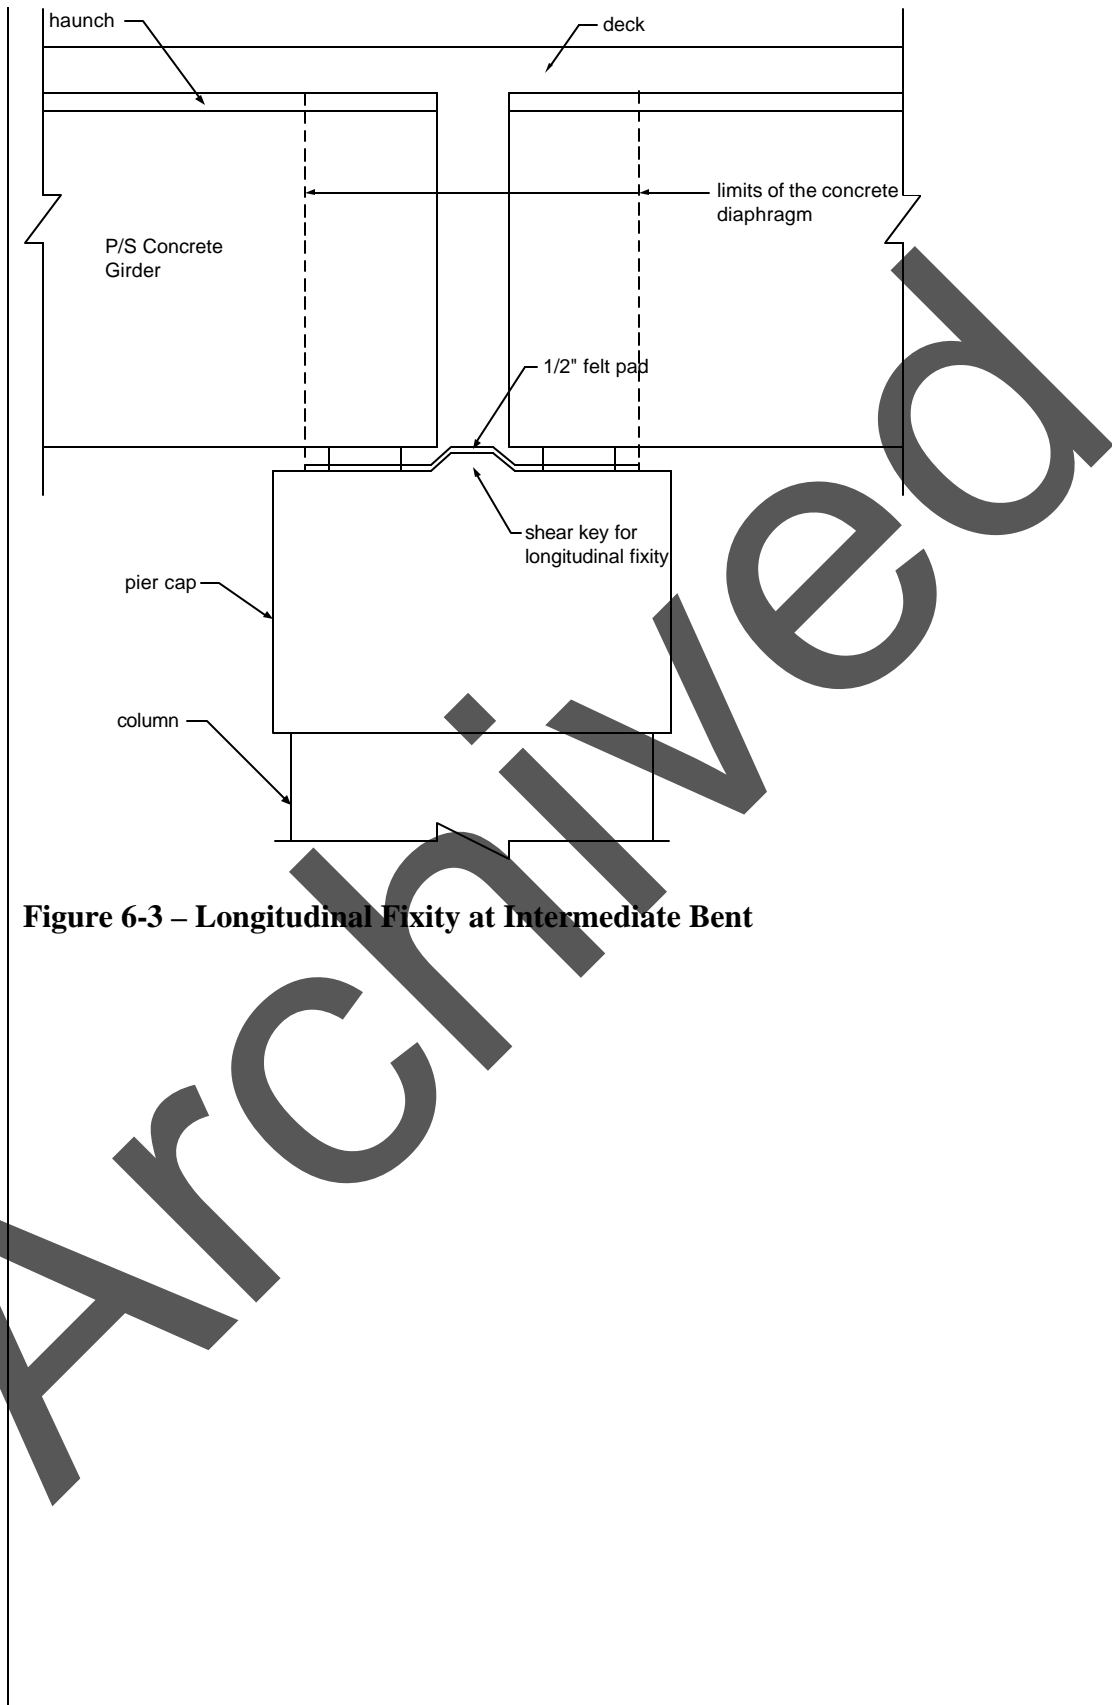 haunch
deck
limits of the concrete
diaphragm
P/S Concrete
Girder
1/2" felt pad
shear key for
longitudinal fixity
pier cap
column
Figure 6-3 – Longitudinal Fixity at Intermediate Bent
Archived